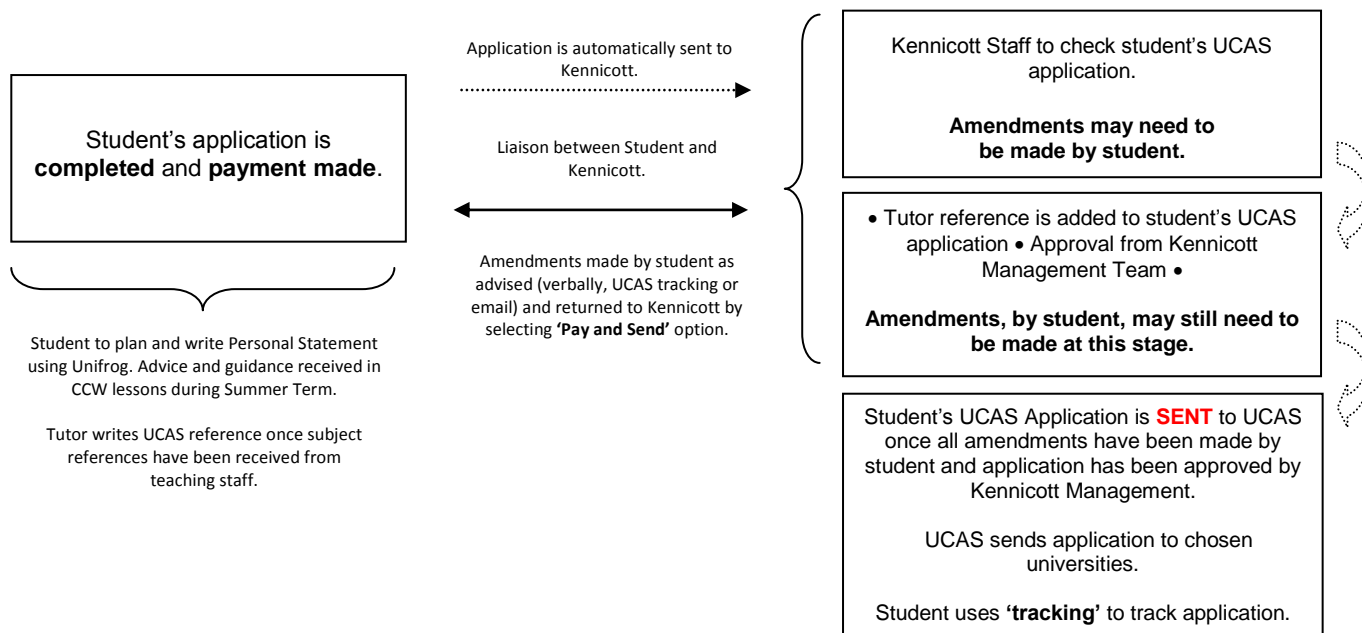 Student's application is
completed and payment made.
Student to plan and write Personal Statement
using Unifrog. Advice and guidance received in
CCW lessons during Summer Term.
Tutor writes UCAS reference once subject
references have been received from
teaching staff.
Application is automatically sent to
Kennicott.
Liaison between Student and
Kennicott.
Amendments made by student as
advised (verbally, UCAS tracking or
email) and returned to Kennicott by
selecting 'Pay and Send' option.
Kennicott Staff to check student's UCAS
application.
Amendments may need to
be made by student.
• Tutor reference is added to student's UCAS
application • Approval from Kennicott
Management Team •
Amendments, by student, may still need to
be made at this stage.
Student's UCAS Application is SENT to UCAS
once all amendments have been made by
student and application has been approved by
Kennicott Management.
UCAS sends application to chosen
universities.
Student uses 'tracking' to track application.